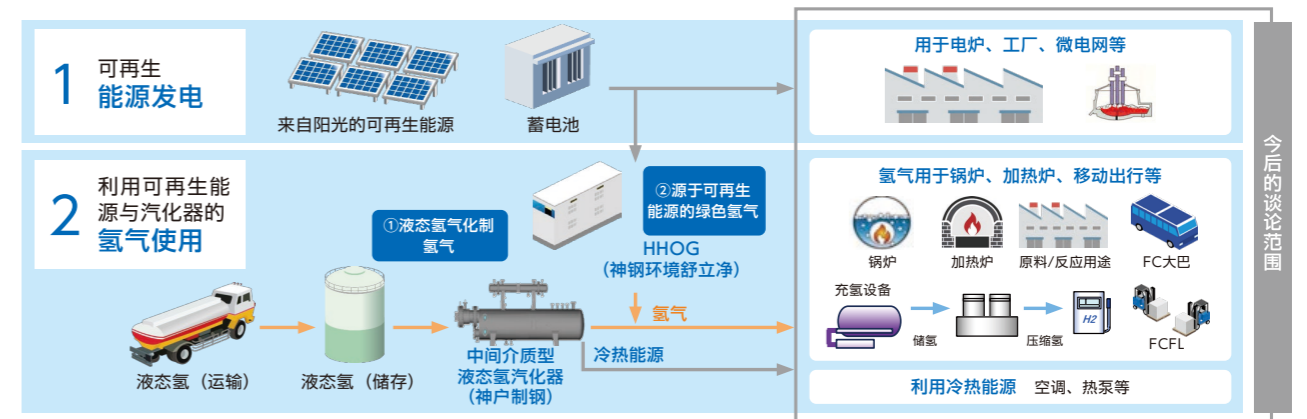 1
可再生
能源发电
来自阳光的可再生能源
蓄电池
用于电炉、工厂、微电网等
2
利用可再生能
源与汽化器的
氢气使用
①液态氢气化制
氢气
②源于可再生
能源的绿色氢气
HHOG
（神钢环境舒立净）
氢气
液态氢（运输）
液态氢（储存）
中间介质型
液态氢汽化器
（神户制钢）
冷热能源
氢气用于锅炉、加热炉、移动出行等
锅炉
加热炉
原料/反应用途
FC大巴
充氢设备
储氢
压缩氢
H2
FCFL
利用冷热能源 空调、热泵等
今后的谈论范围